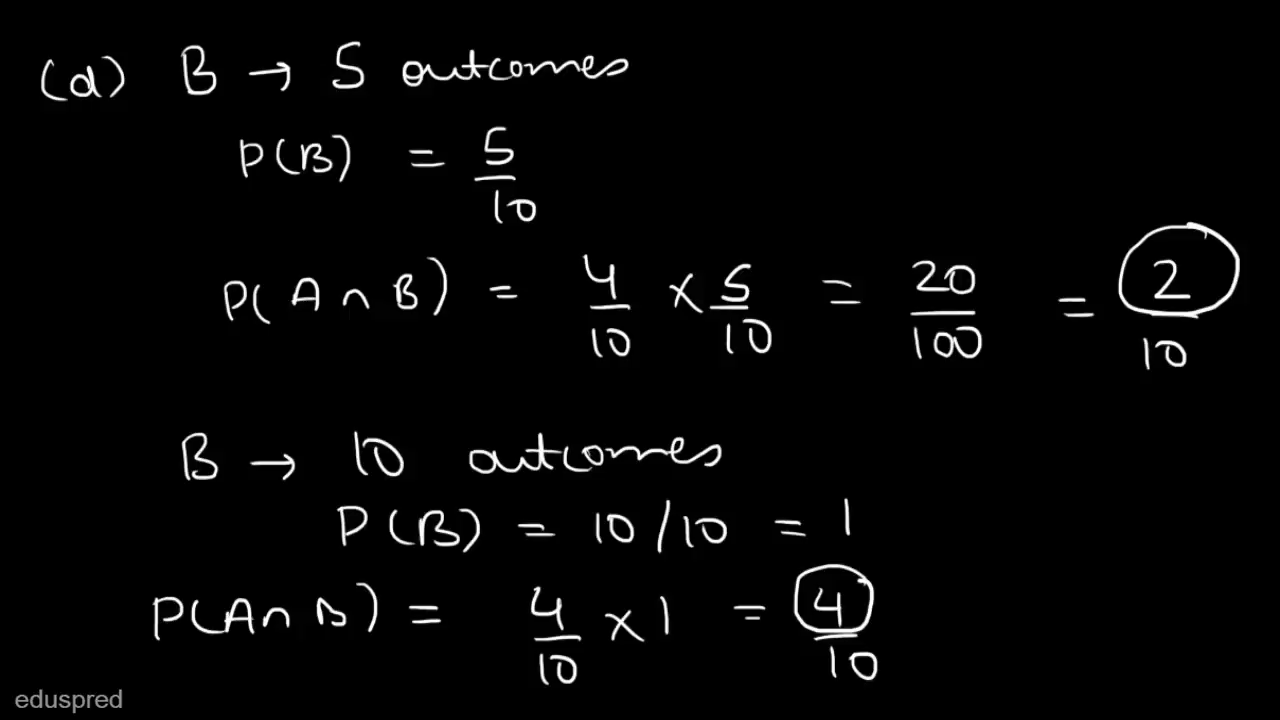 (d) B → 5 outcomes
P(B) = 5/10
P(A ∩ B) = 4/10 × 5/10 = 20/100 = 2/10
B → 10 outcomes
P(B) = 10/10 = 1
P(A ∩ B) = 4/10 × 1 = 4/10
eduspred